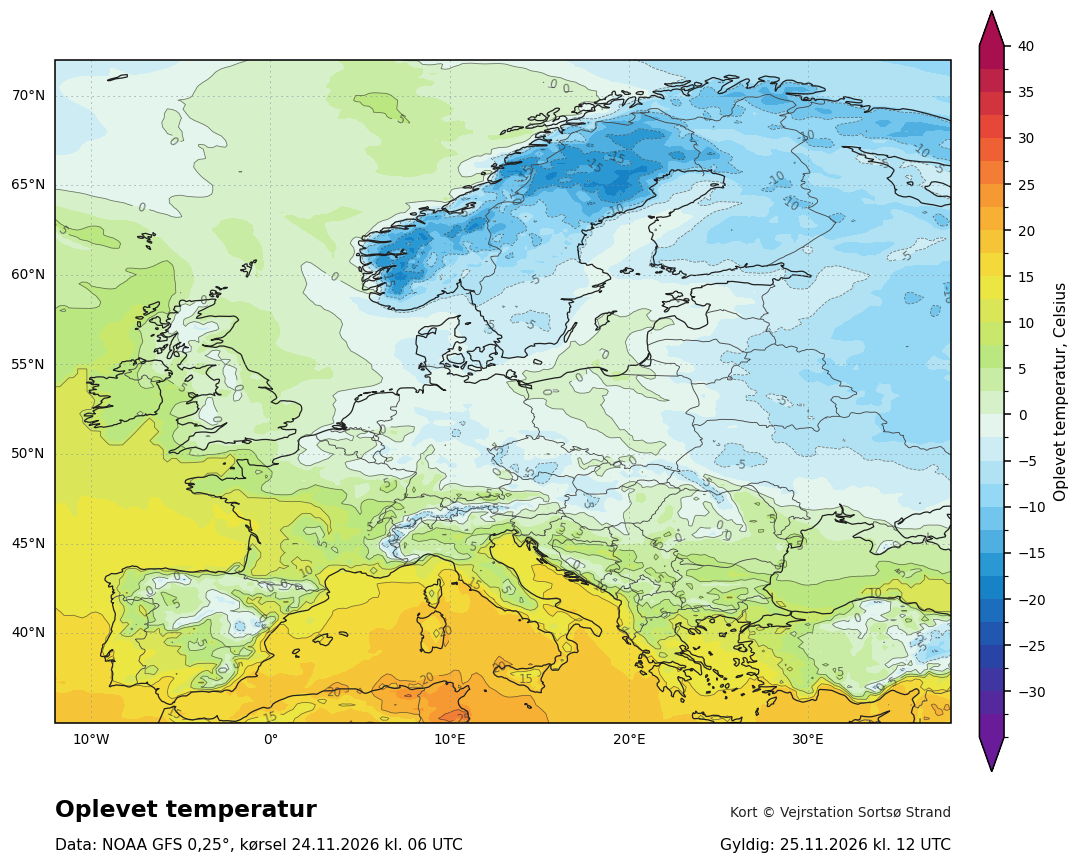 70°N
65°N
60°N
55°N
50°N
45°N
40°N
10°W 0° 10°E 20°E 30°E
40
35
30
25
20
15
10
5
0
−5
−10
−15
−20
−25
−30
Oplevet temperatur, Celsius
Oplevet temperatur
Kort © Vejrstation Sortsø Strand
Data: NOAA GFS 0,25°, kørsel 24.11.2026 kl. 06 UTC
Gyldig: 25.11.2026 kl. 12 UTC